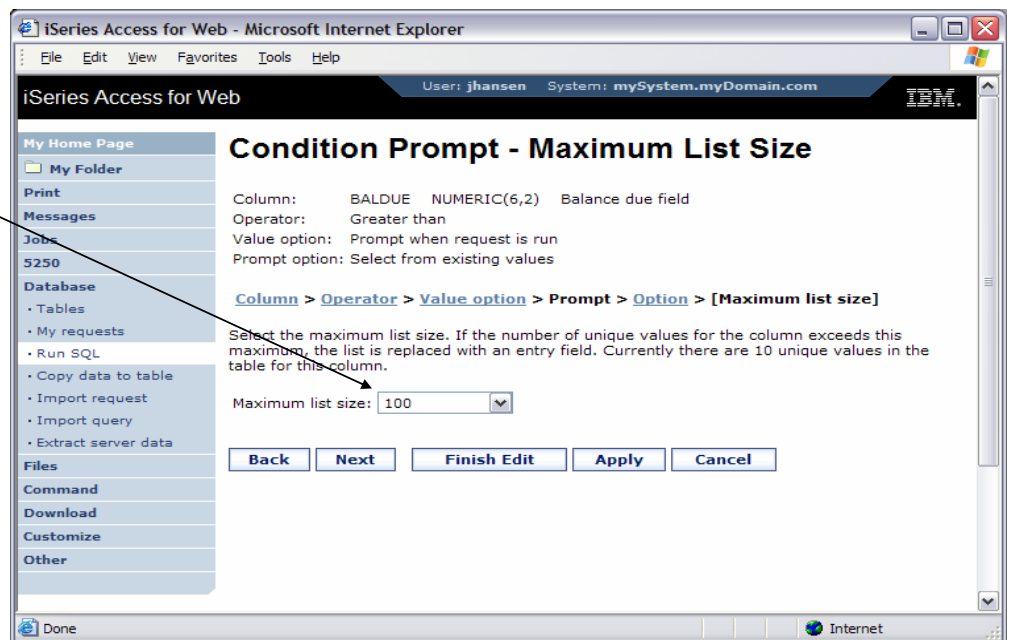 iSeries Access for Web - Microsoft Internet Explorer
File Edit View Favorites Tools Help
iSeries Access for Web
User: jhansen System: mySystem.myDomain.com
IBM.
My Home Page
My Folder
Print
Messages
Jobs
5250
Database
• Tables
• My requests
• Run SQL
• Copy data to table
• Import request
• Import query
• Extract server data
Files
Command
Download
Customize
Other
Condition Prompt - Maximum List Size
Column: BALDUE NUMERIC(6,2) Balance due field
Operator: Greater than
Value option: Prompt when request is run
Prompt option: Select from existing values
Column > Operator > Value option > Prompt > Option > [Maximum list size]
Select the maximum list size. If the number of unique values for the column exceeds this
maximum, the list is replaced with an entry field. Currently there are 10 unique values in the
table for this column.
Maximum list size: 100
Back Next Finish Edit Apply Cancel
Done
Internet